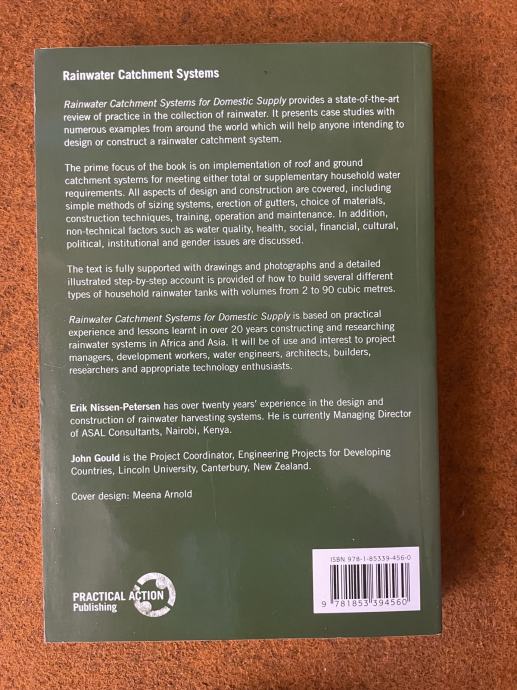 Rainwater Catchment Systems
Rainwater Catchment Systems for Domestic Supply provides a state-of-the-art
review of practice in the collection of rainwater. It presents case studies with
numerous examples from around the world which will help anyone intending to
design or construct a rainwater catchment system.
The prime focus of the book is on implementation of roof and ground
catchment systems for meeting either total or supplementary household water
requirements. All aspects of design and construction are covered, including
simple methods of sizing systems, erection of gutters, choice of materials,
construction techniques, training, operation and maintenance. In addition,
non-technical factors such as water quality, health, social, financial, cultural,
political, institutional and gender issues are discussed.
The text is fully supported with drawings and photographs and a detailed
illustrated step-by-step account is provided of how to build several different
types of household rainwater tanks with volumes from 2 to 90 cubic metres.
Rainwater Catchment Systems for Domestic Supply is based on practical
experience and lessons learnt in over 20 years constructing and researching
rainwater systems in Africa and Asia. It will be of use and interest to project
managers, development workers, water engineers, architects, builders,
researchers and appropriate technology enthusiasts.
Erik Nissen-Petersen has over twenty years' experience in the design and
construction of rainwater harvesting systems. He is currently Managing Director
of ASAL Consultants, Nairobi, Kenya.
John Gould is the Project Coordinator, Engineering Projects for Developing
Countries, Lincoln University, Canterbury, New Zealand.
Cover design: Meena Arnold
PRACTICAL ACTION
Publishing
ISBN 978-1-85339-456-0
9 781853 394560